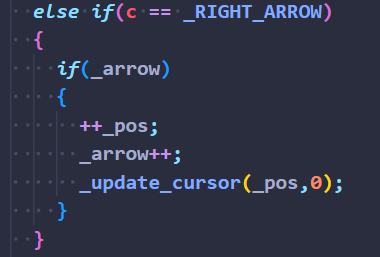 else if(c == _RIGHT_ARROW)
{
if(_arrow)
{
++_pos;
_arrow++;
_update_cursor(_pos,0);
}
}